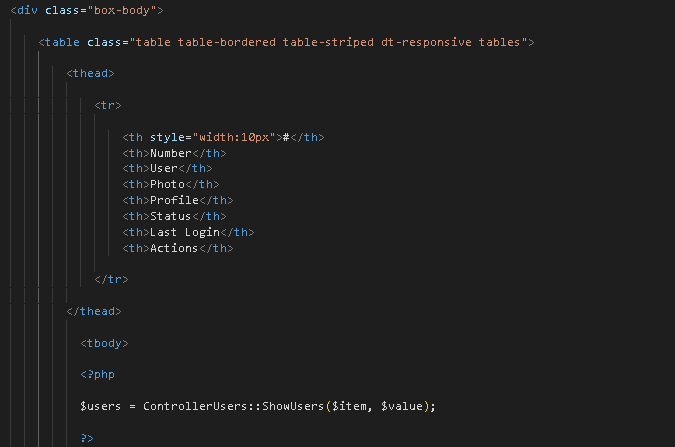 <div class="box-body">
<table class="table table-bordered table-striped dt-responsive tables">
<thead>
<tr>
<th style="width:10px">#</th>
<th>Number</th>
<th>User</th>
<th>Photo</th>
<th>Profile</th>
<th>Status</th>
<th>Last Login</th>
<th>Actions</th>
</tr>
</thead>
<tbody>
<?php
$users = ControllerUsers::ShowUsers($item, $value);
?>